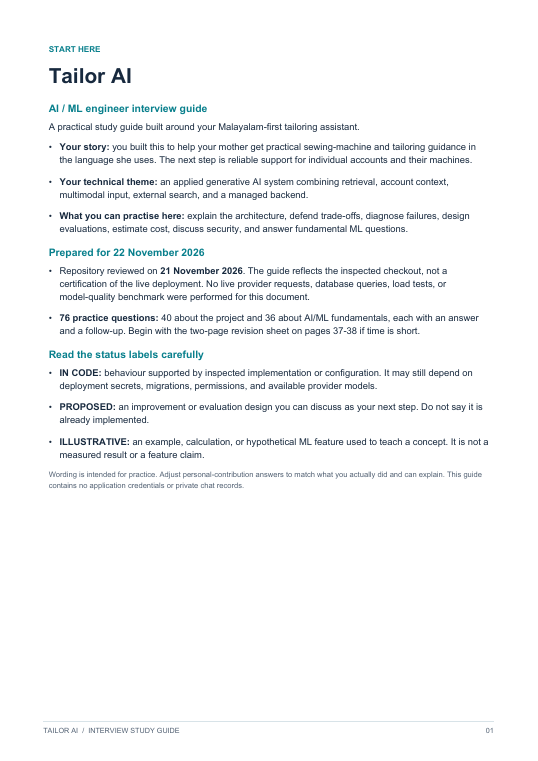 START HERE
Tailor AI
AI / ML engineer interview guide
A practical study guide built around your Malayalam-first tailoring assistant.
• Your story: you built this to help your mother get practical sewing-machine and tailoring guidance in
the language she uses. The next step is reliable support for individual accounts and their machines.
• Your technical theme: an applied generative AI system combining retrieval, account context,
multimodal input, external search, and a managed backend.
• What you can practise here: explain the architecture, defend trade-offs, diagnose failures, design
evaluations, estimate cost, discuss security, and answer fundamental ML questions.
Prepared for 22 November 2026
• Repository reviewed on 21 November 2026. The guide reflects the inspected checkout, not a
certification of the live deployment. No live provider requests, database queries, load tests, or
model-quality benchmark were performed for this document.
• 76 practice questions: 40 about the project and 36 about AI/ML fundamentals, each with an answer
and a follow-up. Begin with the two-page revision sheet on pages 37-38 if time is short.
Read the status labels carefully
• IN CODE: behaviour supported by inspected implementation or configuration. It may still depend on
deployment secrets, migrations, permissions, and available provider models.
• PROPOSED: an improvement or evaluation design you can discuss as your next step. Do not say it is
already implemented.
• ILLUSTRATIVE: an example, calculation, or hypothetical ML feature used to teach a concept. It is not a
measured result or a feature claim.
Wording is intended for practice. Adjust personal-contribution answers to match what you actually did and can explain. This guide
contains no application credentials or private chat records.
TAILOR AI / INTERVIEW STUDY GUIDE 01